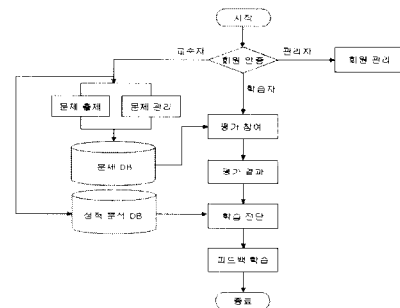 시작
교수자
회원 인증
관리자
회원 관리
학습자
문제 출제
문제 관리
평가 참여
문제 DB
평가 결과
성적 분석 DB
학습 진단
피드백 학습
종료